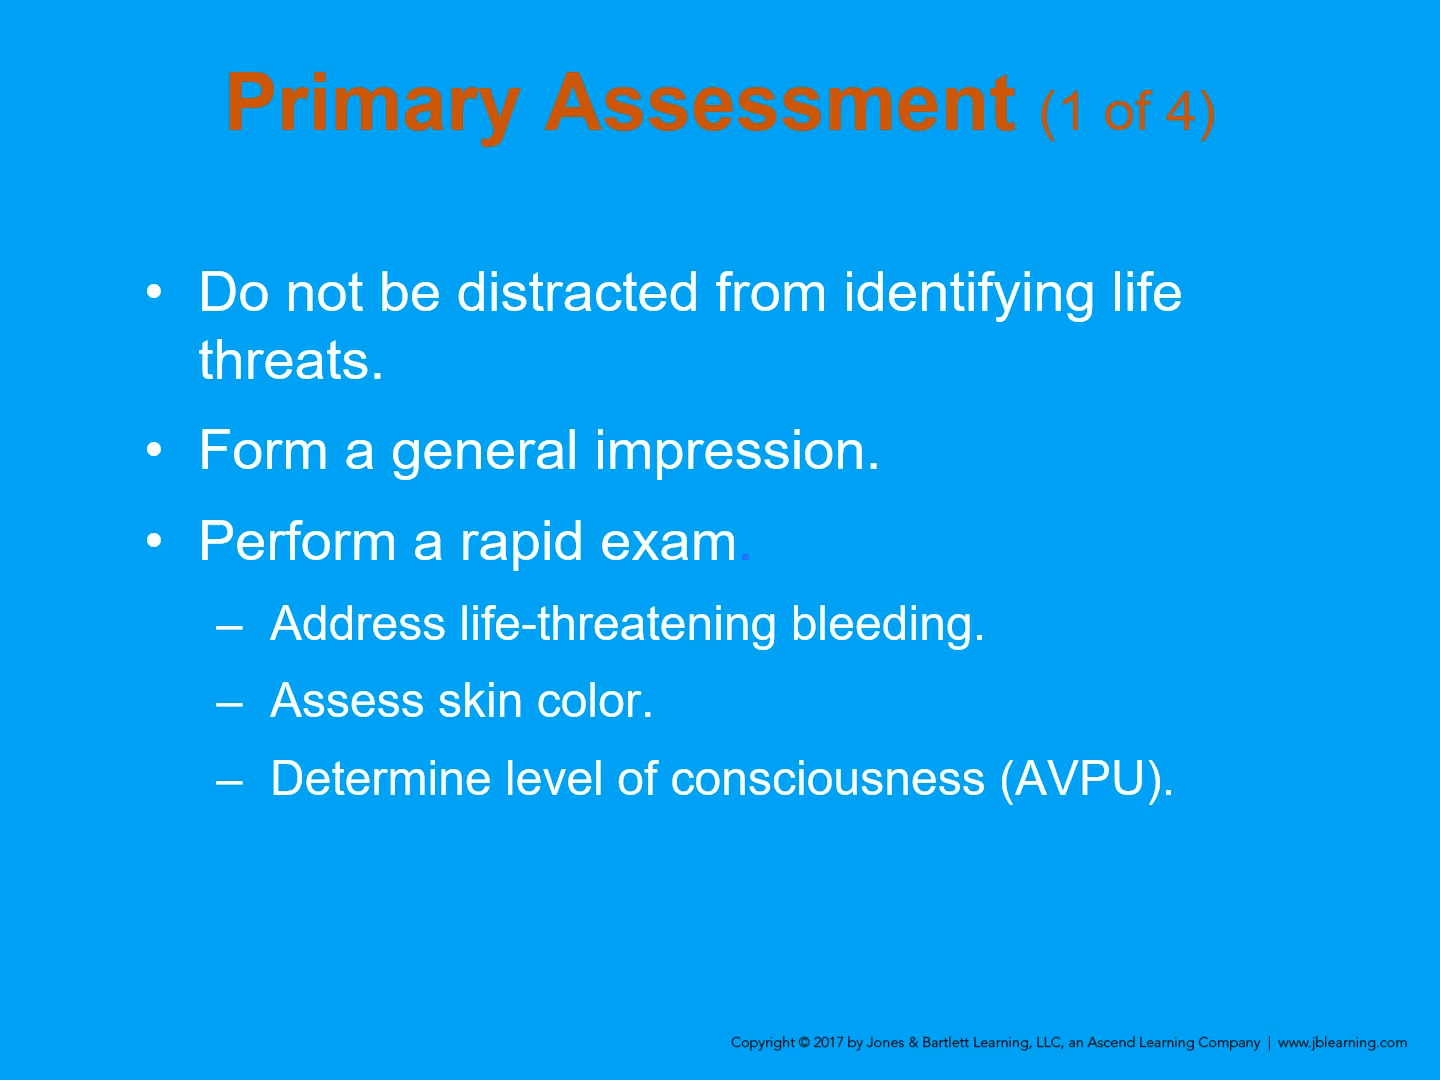 Primary Assessment (1 of 4)
• Do not be distracted from identifying life
threats.
• Form a general impression.
• Perform a rapid exam.
– Address life-threatening bleeding.
– Assess skin color.
– Determine level of consciousness (AVPU).
Copyright © 2017 by Jones & Bartlett Learning, LLC, an Ascend Learning Company | www.jblearning.com